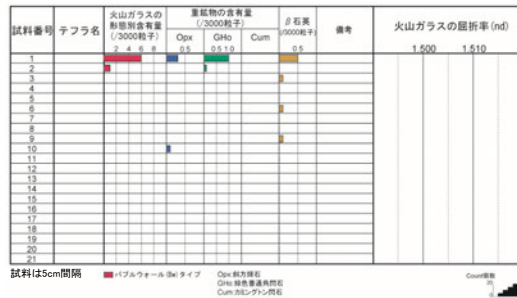 試料番号 テフラ名 火山ガラスの形態別含有量(/3000粒子) 重鉱物の含有量(/3000粒子) β石英(/3000粒子) 備考 火山ガラスの屈折率(nd)
Opx GHo Cum
2 4 6 8 0.5 0.5 1.0 0.5 1.500 1.510
1
2
3
4
5
6
7
8
9
10
11
12
13
14
15
16
17
18
19
20
21
試料は5cm間隔
バブルウォール(Bw)タイプ
Opx:斜方輝石
GHo:緑色普通角閃石
Cum:カミングトン閃石
Count個数